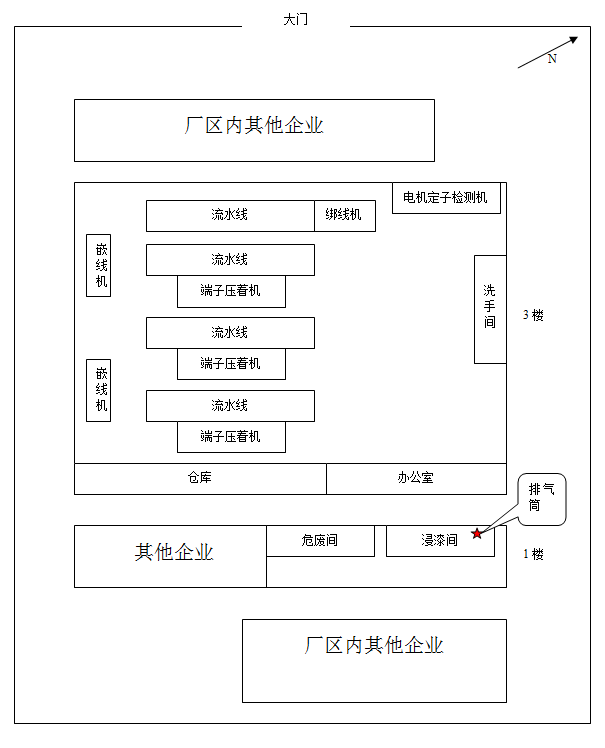 大门
N
厂区内其他企业
电机定子检测机
流水线
绑线机
嵌线机
流水线
端子压着机
洗手间
3楼
流水线
端子压着机
嵌线机
流水线
端子压着机
仓库
办公室
排气筒
其他企业
危废间
浸漆间
1楼
厂区内其他企业